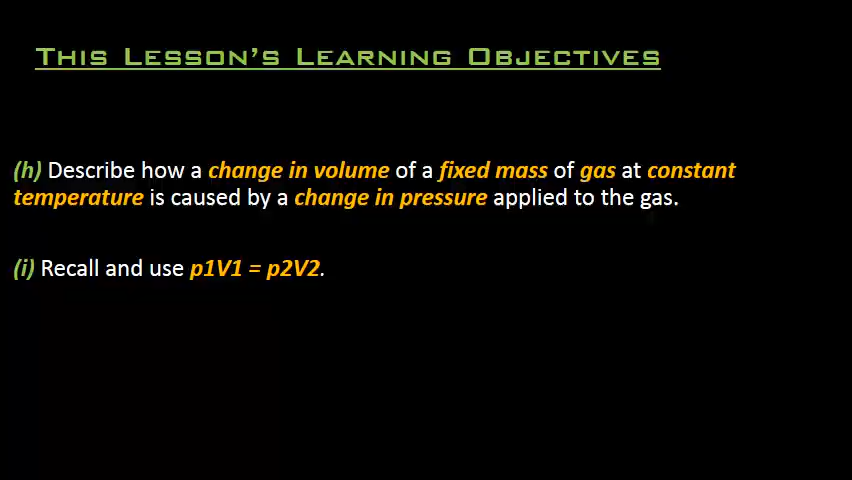 This Lesson's Learning Objectives
(h) Describe how a change in volume of a fixed mass of gas at constant
temperature is caused by a change in pressure applied to the gas.
(i) Recall and use p1V1 = p2V2.